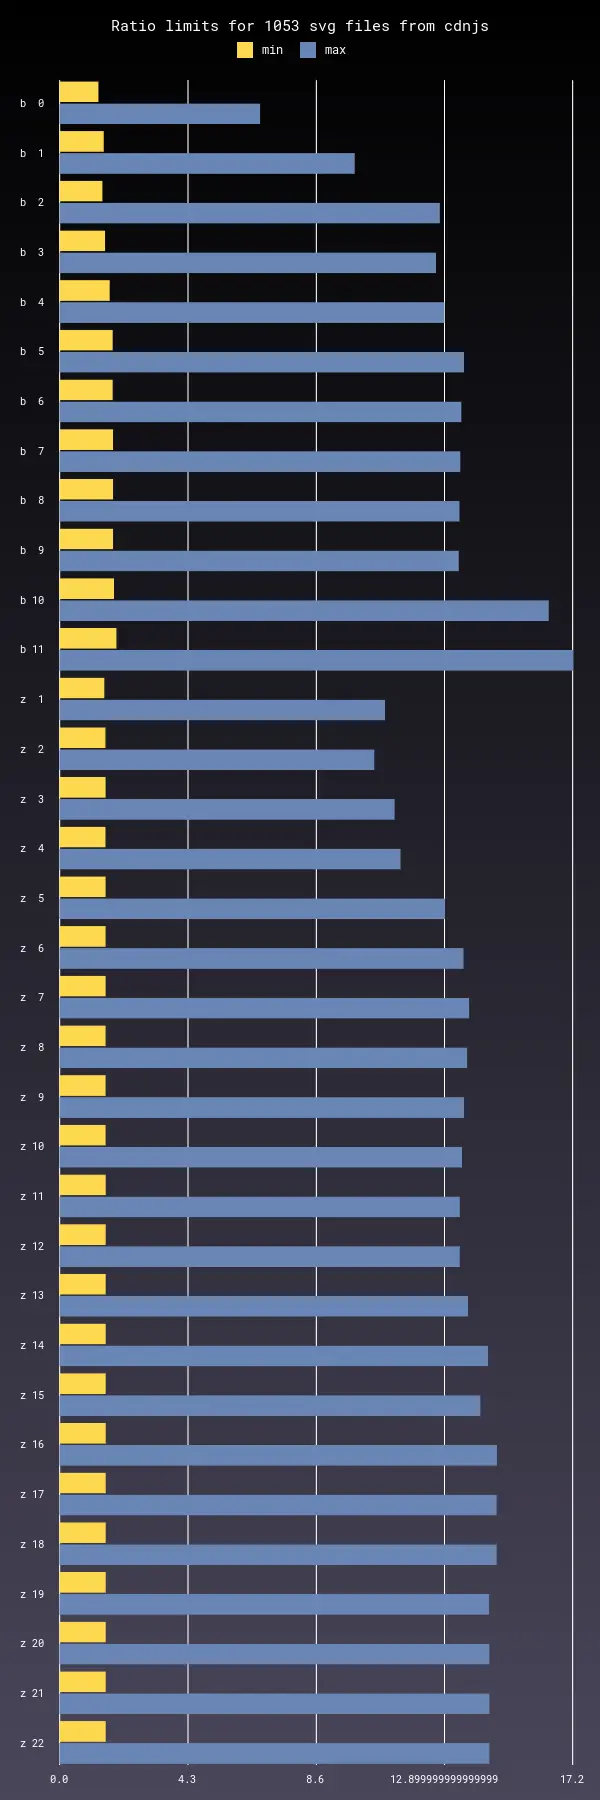 Ratio limits for 1053 svg files from cdnjs
min max
b 0
b 1
b 2
b 3
b 4
b 5
b 6
b 7
b 8
b 9
b 10
b 11
z 1
z 2
z 3
z 4
z 5
z 6
z 7
z 8
z 9
z 10
z 11
z 12
z 13
z 14
z 15
z 16
z 17
z 18
z 19
z 20
z 21
z 22
0.0 4.3 8.6 12.899999999999999 17.2